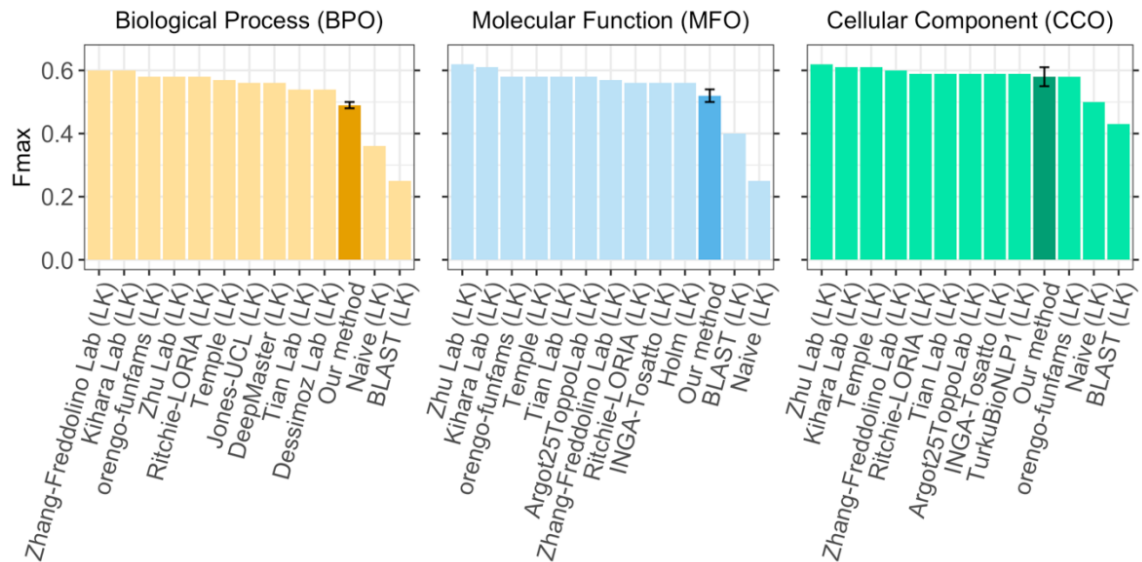 Biological Process (BPO)
Molecular Function (MFO)
Cellular Component (CCO)
Fmax
0.6
0.4
0.2
0.0
Zhang-Freddolino Lab (LK)
Kihara Lab (LK)
orengo-funfams (LK)
Zhu Lab (LK)
Ritchie-LORIA (LK)
Temple (LK)
Jones-UCL (LK)
DeepMaster (LK)
Tian Lab (LK)
Dessimoz Lab (LK)
Our method
Naive (LK)
BLAST (LK)
Zhu Lab (LK)
Kihara Lab (LK)
orengo-funfams (LK)
Temple (LK)
Tian Lab (LK)
Argot25ToppoLab (LK)
Zhang-Freddolino Lab (LK)
Ritchie-LORIA (LK)
INGA-Tosatto (LK)
Holm (LK)
Our method
BLAST (LK)
Naive (LK)
Zhu Lab (LK)
Kihara Lab (LK)
Temple (LK)
Zhang-Freddolino Lab (LK)
Ritchie-LORIA (LK)
Tian Lab (LK)
Argot25ToppoLab (LK)
INGA-Tosatto (LK)
TurkuBioNLP1 (LK)
Our method
orengo-funfams (LK)
Naive (LK)
BLAST (LK)